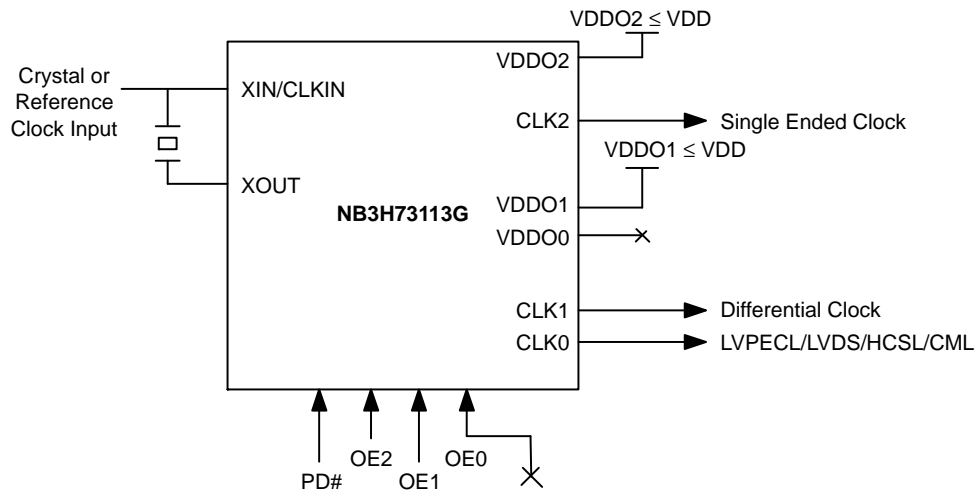 VDDO2 ≤ VDD
VDDO2
Crystal or
Reference
Clock Input
XIN/CLKIN
CLK2
Single Ended Clock
VDDO1 ≤ VDD
XOUT
NB3H73113G
VDDO1
VDDO0
CLK1
Differential Clock
CLK0
LVPECL/LVDS/HCSL/CML
PD#
OE2
OE1
OE0